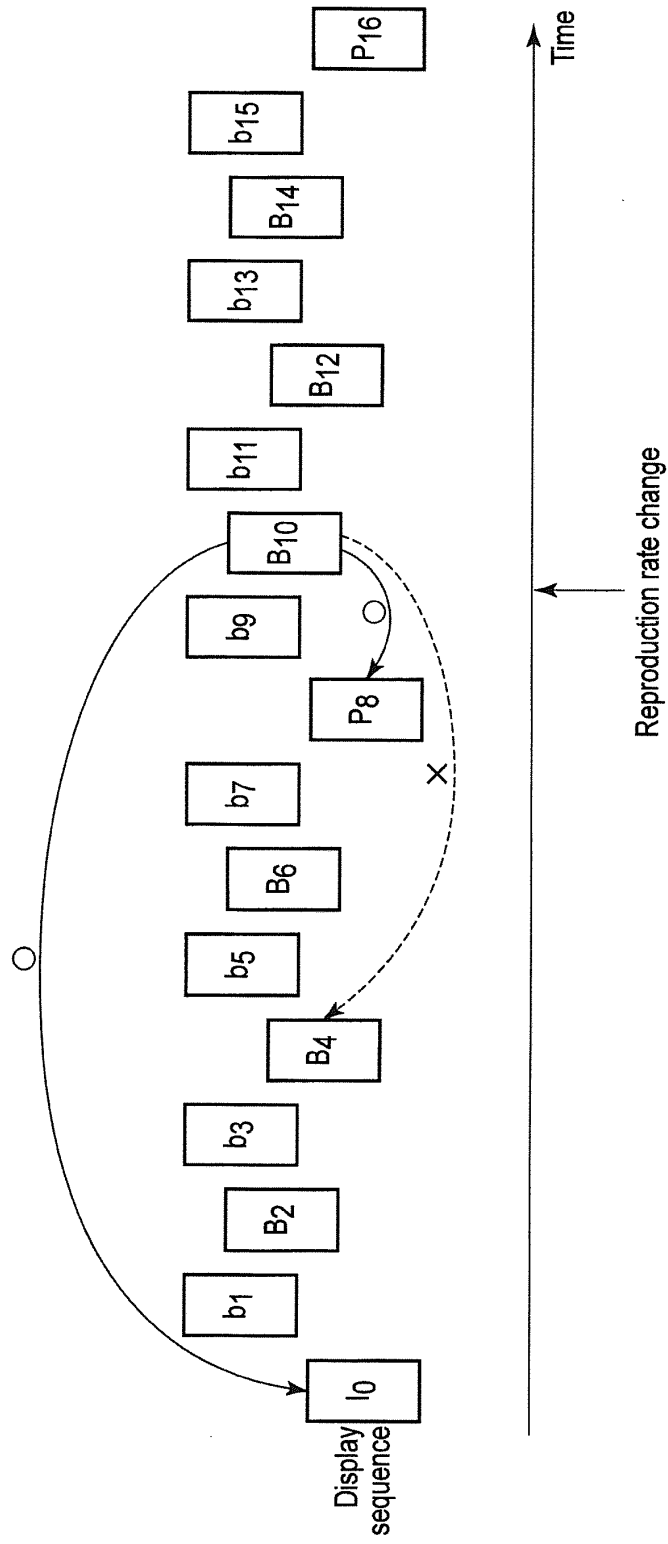 Display
sequence
I0
b1
B2
b3
B4
b5
B6
b7
P8
b9
B10
b11
B12
b13
B14
b15
P16
Time
Reproduction rate change